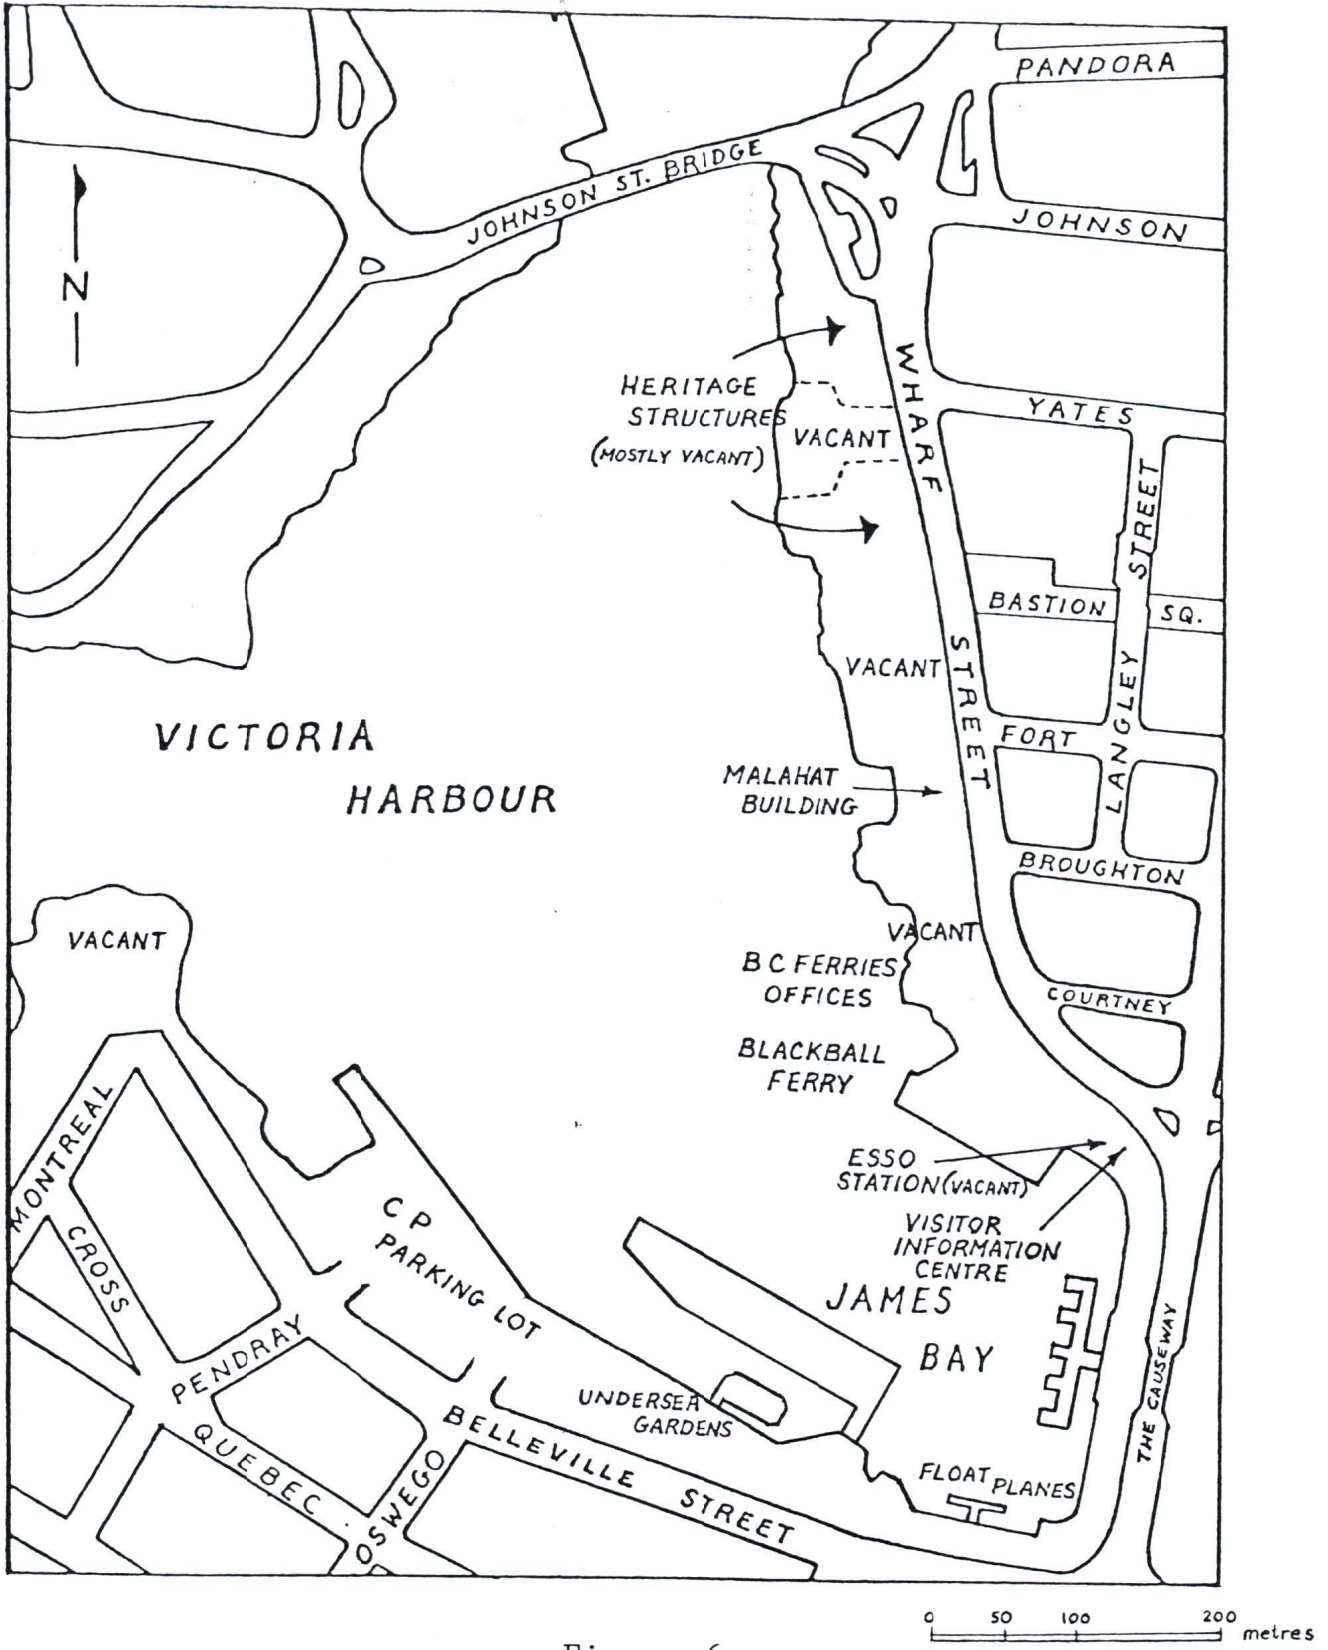 PANDORA
JOHNSON ST. BRIDGE
JOHNSON
N
WHARF STREET
HERITAGE
STRUCTURES
(MOSTLY VACANT)
VACANT
YATES
LANGLEY STREET
BASTION SQ.
VACANT
FORT
VICTORIA
HARBOUR
MALAHAT
BUILDING
BROUGHTON
VACANT
VACANT
BC FERRIES
OFFICES
COURTNEY
BLACKBALL
FERRY
MONTREAL
ESSO
STATION (VACANT)
VISITOR
INFORMATION
CENTRE
CP
PARKING LOT
CROSS
JAMES
BAY
THE CAUSEWAY
PENDRAY
UNDERSEA
GARDENS
BELLEVILLE STREET
QUEBEC
OSWEGO
FLOAT PLANES
0 50 100 200 metres